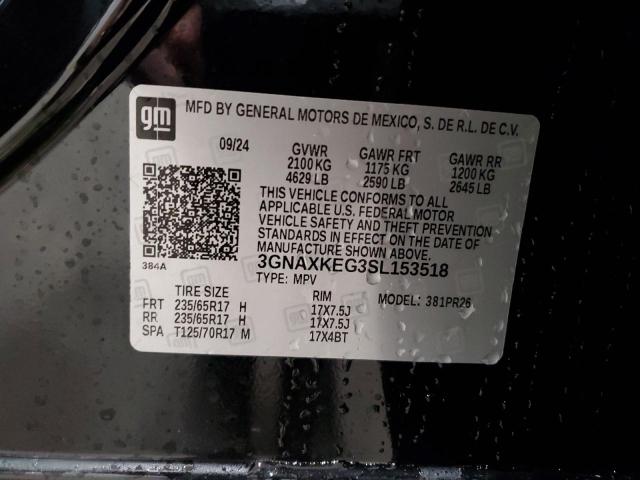 gm
MFD BY GENERAL MOTORS DE MEXICO, S. DE R.L. DE C.V.
09/24 GVWR GAWR FRT GAWR RR
2100 KG 1175 KG 1200 KG
4629 LB 2590 LB 2645 LB
THIS VEHICLE CONFORMS TO ALL
APPLICABLE U.S. FEDERAL MOTOR
VEHICLE SAFETY AND THEFT PREVENTION
STANDARDS IN EFFECT ON THE DATE OF
MANUFACTURE SHOWN ABOVE.
384A
3GNAXKEG3SL153518
TYPE: MPV MODEL: 381PR26
TIRE SIZE RIM
FRT 235/65R17 H 17X7.5J
RR 235/65R17 H 17X7.5J
SPA T125/70R17 M 17X4BT